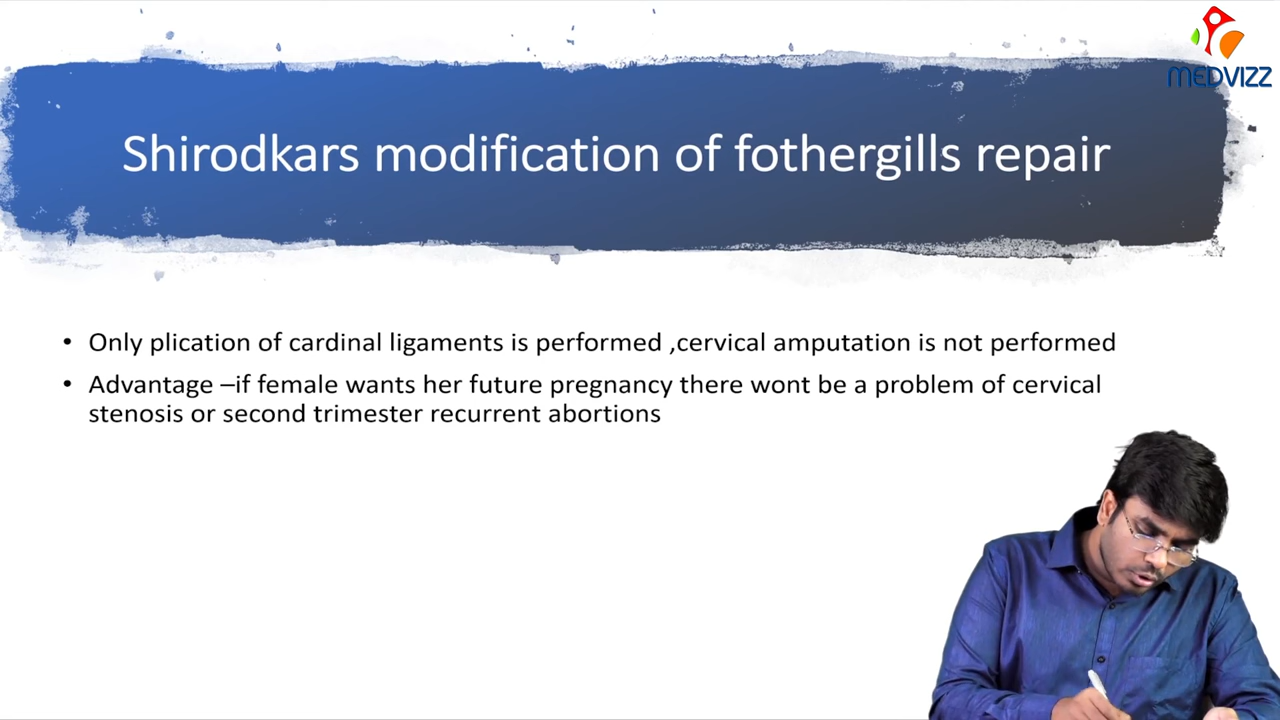 MEDVIZZ
Shirodkars modification of fothergills repair
• Only plication of cardinal ligaments is performed ,cervical amputation is not performed
• Advantage –if female wants her future pregnancy there wont be a problem of cervical
stenosis or second trimester recurrent abortions